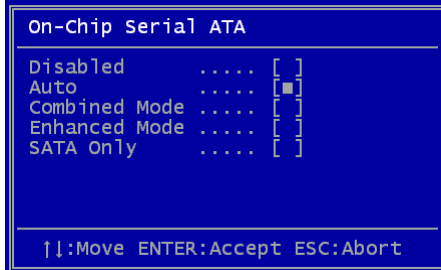 On-Chip Serial ATA
Disabled ..... [ ]
Auto ..... [■]
Combined Mode ..... [ ]
Enhanced Mode ..... [ ]
SATA Only ..... [ ]
↑↓:Move ENTER:Accept ESC:Abort